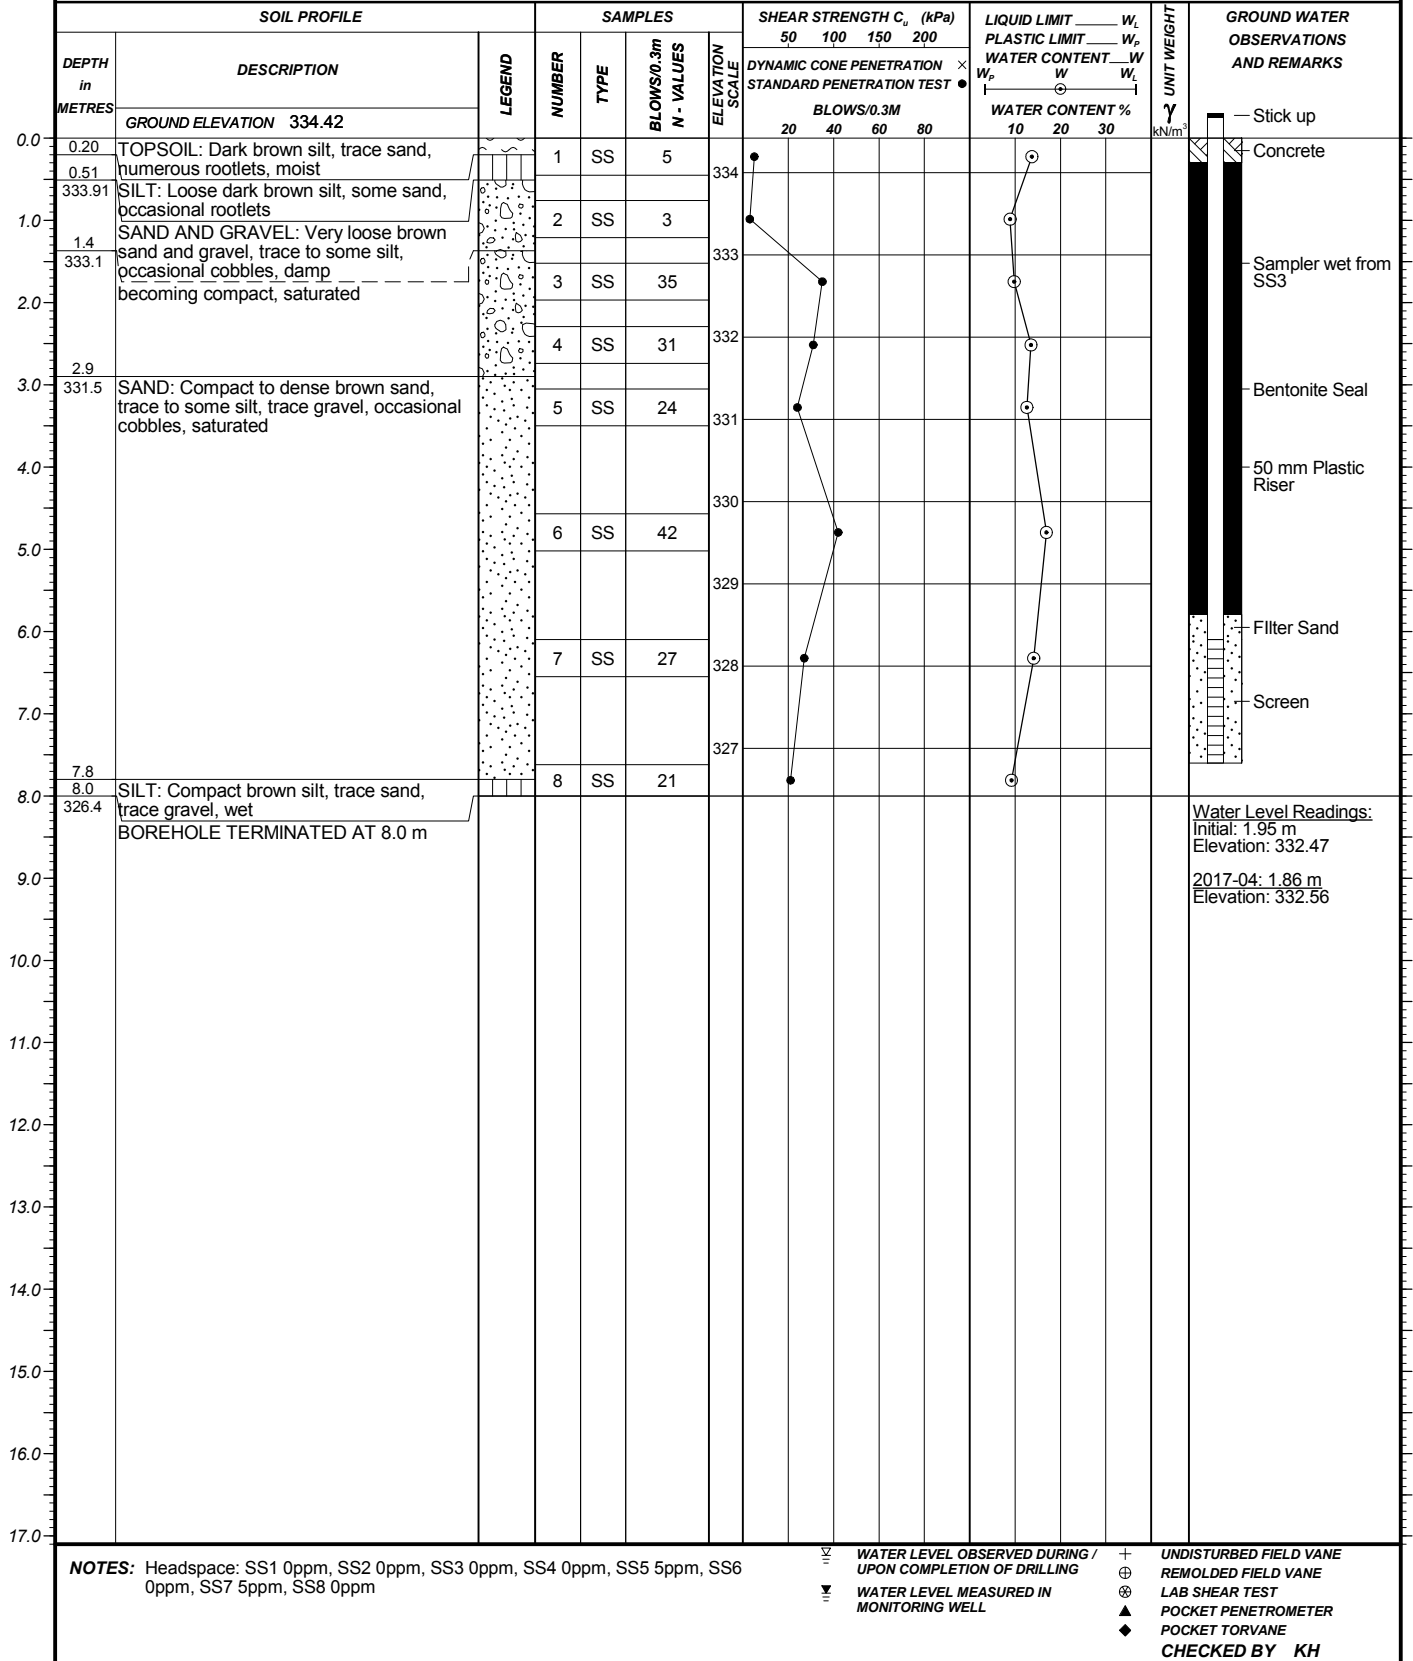 SOIL PROFILE
SAMPLES
SHEAR STRENGTH Cu (kPa)
50 100 150 200
DYNAMIC CONE PENETRATION ×
STANDARD PENETRATION TEST ●
BLOWS/0.3M
20 40 60 80
LIQUID LIMIT _____ WL
PLASTIC LIMIT ____ WP
WATER CONTENT__W
WP W WL
WATER CONTENT %
10 20 30
UNIT WEIGHT
γ
kN/m³
GROUND WATER
OBSERVATIONS
AND REMARKS
DEPTH
in
METRES
DESCRIPTION
GROUND ELEVATION 334.42
LEGEND
NUMBER
TYPE
BLOWS/0.3m
N - VALUES
ELEVATION
SCALE
0.0
1.0
2.0
3.0
4.0
5.0
6.0
7.0
8.0
9.0
10.0
11.0
12.0
13.0
14.0
15.0
16.0
17.0
0.20
0.51
333.91
1.4
333.1
2.9
331.5
7.8
8.0
326.4
TOPSOIL: Dark brown silt, trace sand,
numerous rootlets, moist
SILT: Loose dark brown silt, some sand,
occasional rootlets
SAND AND GRAVEL: Very loose brown
sand and gravel, trace to some silt,
occasional cobbles, damp
becoming compact, saturated
SAND: Compact to dense brown sand,
trace to some silt, trace gravel, occasional
cobbles, saturated
SILT: Compact brown silt, trace sand,
trace gravel, wet
BOREHOLE TERMINATED AT 8.0 m
1 SS 5
2 SS 3
3 SS 35
4 SS 31
5 SS 24
6 SS 42
7 SS 27
8 SS 21
334
333
332
331
330
329
328
327
Stick up
Concrete
Sampler wet from
SS3
Bentonite Seal
50 mm Plastic
Riser
FIlter Sand
Screen
Water Level Readings:
Initial: 1.95 m
Elevation: 332.47
2017-04: 1.86 m
Elevation: 332.56
NOTES: Headspace: SS1 0ppm, SS2 0ppm, SS3 0ppm, SS4 0ppm, SS5 5ppm, SS6
0ppm, SS7 5ppm, SS8 0ppm
WATER LEVEL OBSERVED DURING /
UPON COMPLETION OF DRILLING
WATER LEVEL MEASURED IN
MONITORING WELL
UNDISTURBED FIELD VANE
REMOLDED FIELD VANE
LAB SHEAR TEST
POCKET PENETROMETER
POCKET TORVANE
CHECKED BY KH